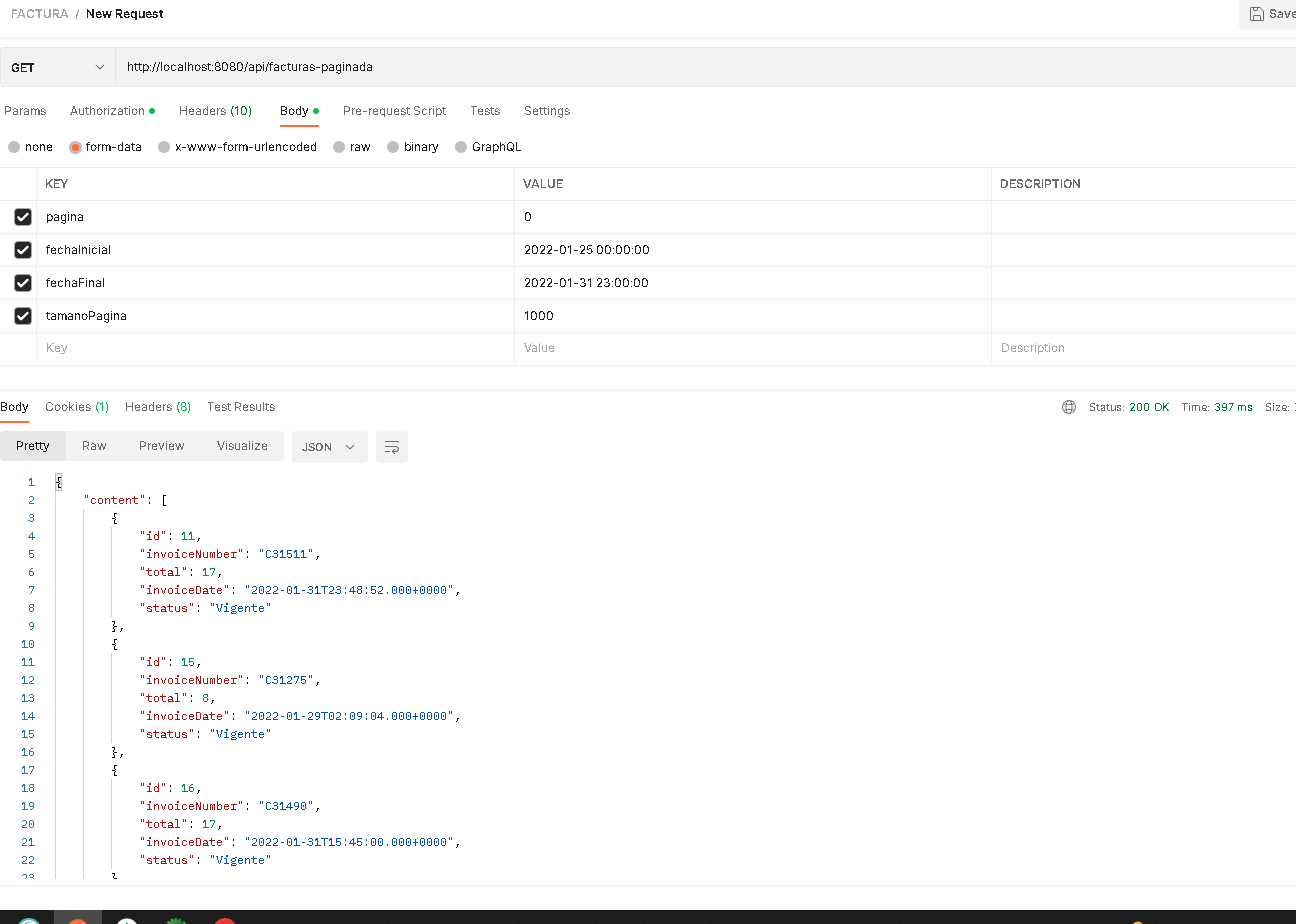 FACTURA / New Request
Save
GET http://localhost:8080/api/facturas-paginada
Params Authorization Headers (10) Body Pre-request Script Tests Settings
none form-data x-www-form-urlencoded raw binary GraphQL
KEY VALUE DESCRIPTION
pagina 0
fechaInicial 2022-01-25 00:00:00
fechaFinal 2022-01-31 23:00:00
tamanoPagina 1000
Key Value Description
Body Cookies (1) Headers (8) Test Results Status: 200 OK Time: 397 ms Size:
Pretty Raw Preview Visualize JSON
1 {
2 "content": [
3 {
4 "id": 11,
5 "invoiceNumber": "C31511",
6 "total": 17,
7 "invoiceDate": "2022-01-31T23:48:52.000+0000",
8 "status": "Vigente"
9 },
10 {
11 "id": 15,
12 "invoiceNumber": "C31275",
13 "total": 8,
14 "invoiceDate": "2022-01-29T02:09:04.000+0000",
15 "status": "Vigente"
16 },
17 {
18 "id": 16,
19 "invoiceNumber": "C31490",
20 "total": 17,
21 "invoiceDate": "2022-01-31T15:45:00.000+0000",
22 "status": "Vigente"
23 }